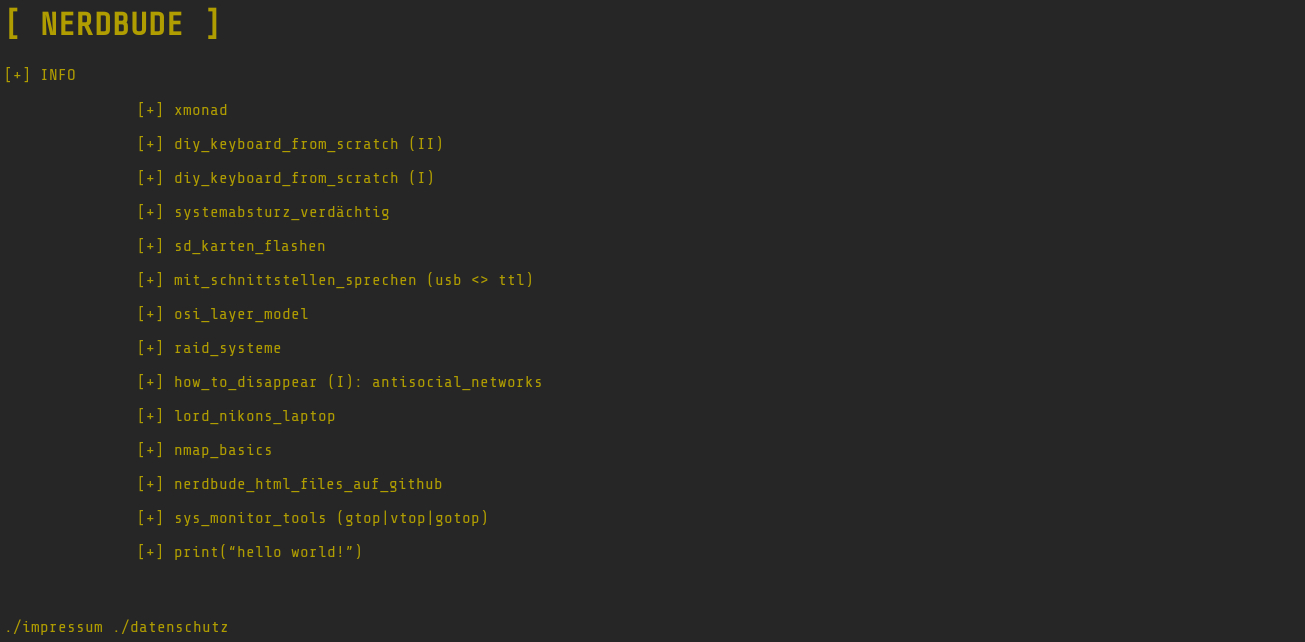 [ NERDBUDE ]
[+] INFO
[+] xmonad
[+] diy_keyboard_from_scratch (II)
[+] diy_keyboard_from_scratch (I)
[+] systemabsturz_verdächtig
[+] sd_karten_flashen
[+] mit_schnittstellen_sprechen (usb <> ttl)
[+] osi_layer_model
[+] raid_systeme
[+] how_to_disappear (I): antisocial_networks
[+] lord_nikons_laptop
[+] nmap_basics
[+] nerdbude_html_files_auf_github
[+] sys_monitor_tools (gtop|vtop|gotop)
[+] print(“hello world!”)
./impressum ./datenschutz